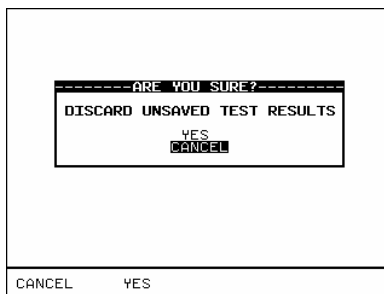 --------ARE YOU SURE?--------
DISCARD UNSAVED TEST RESULTS
YES
CANCEL
CANCEL YES